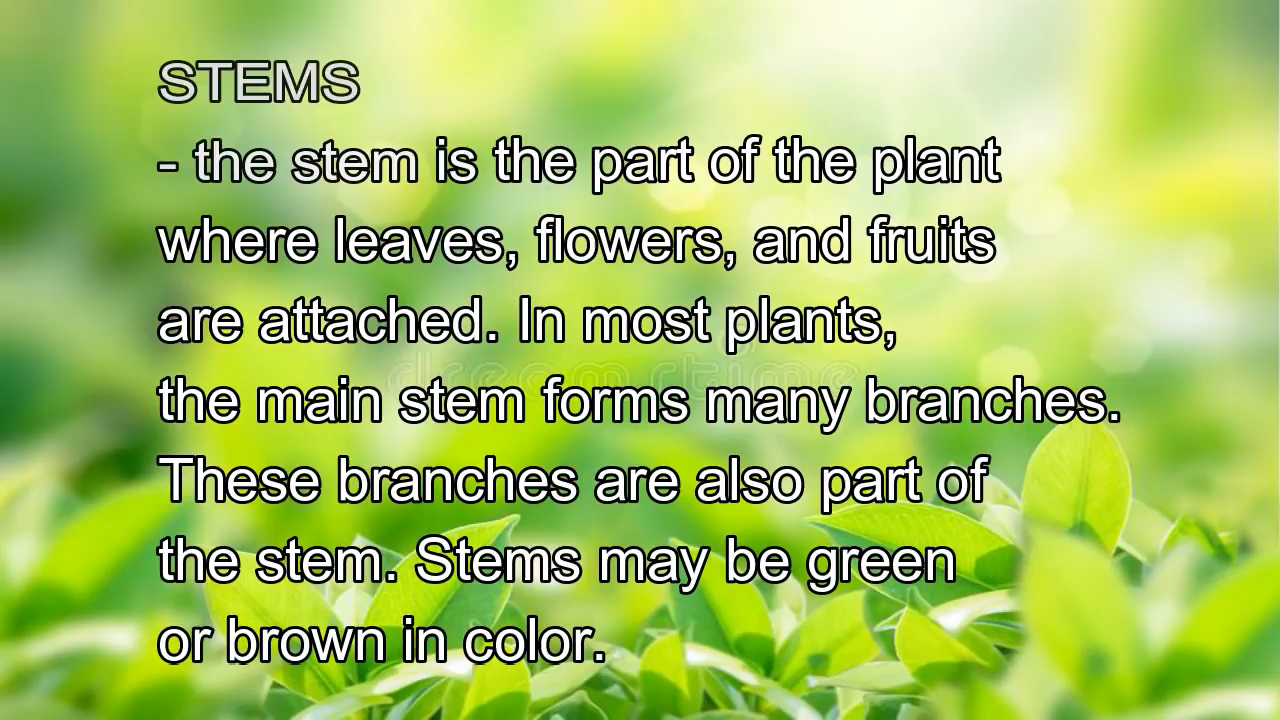 STEMS
- the stem is the part of the plant
where leaves, flowers, and fruits
are attached. In most plants,
dreamstime
the main stem forms many branches.
These branches are also part of
the stem. Stems may be green
or brown in color.